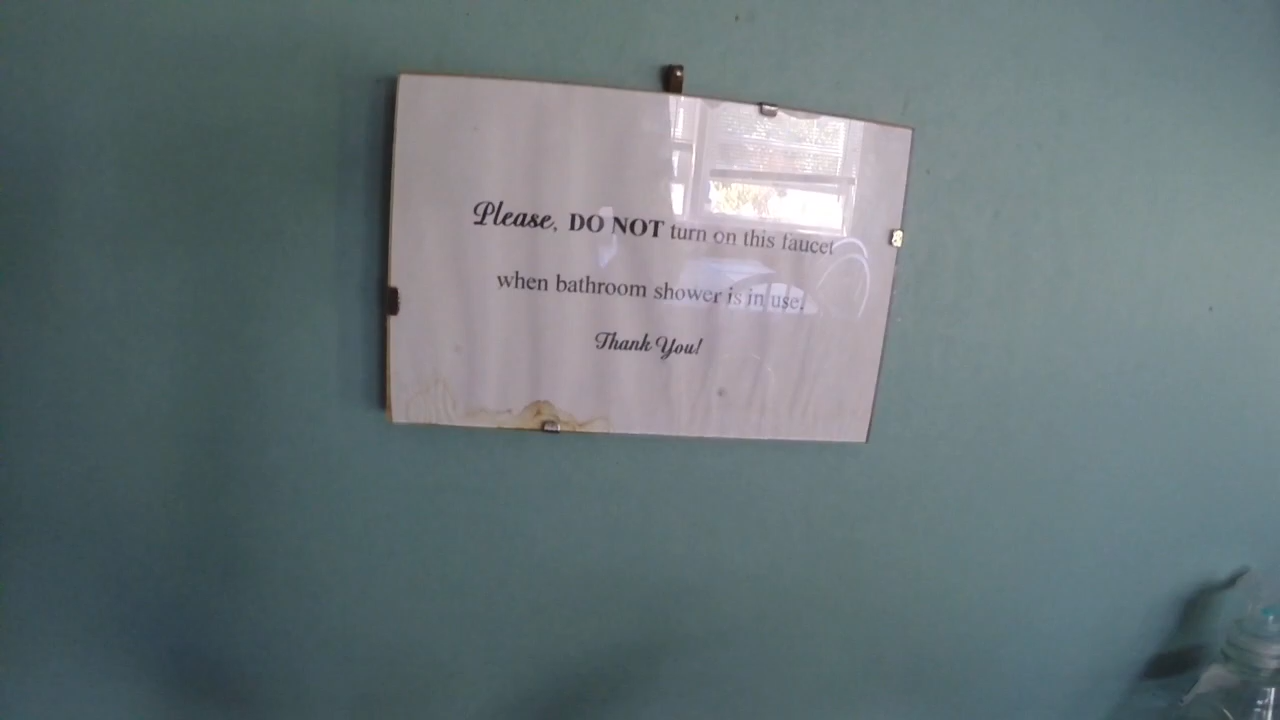 Please, DO NOT turn on this faucet
when bathroom shower is in use.
Thank You!